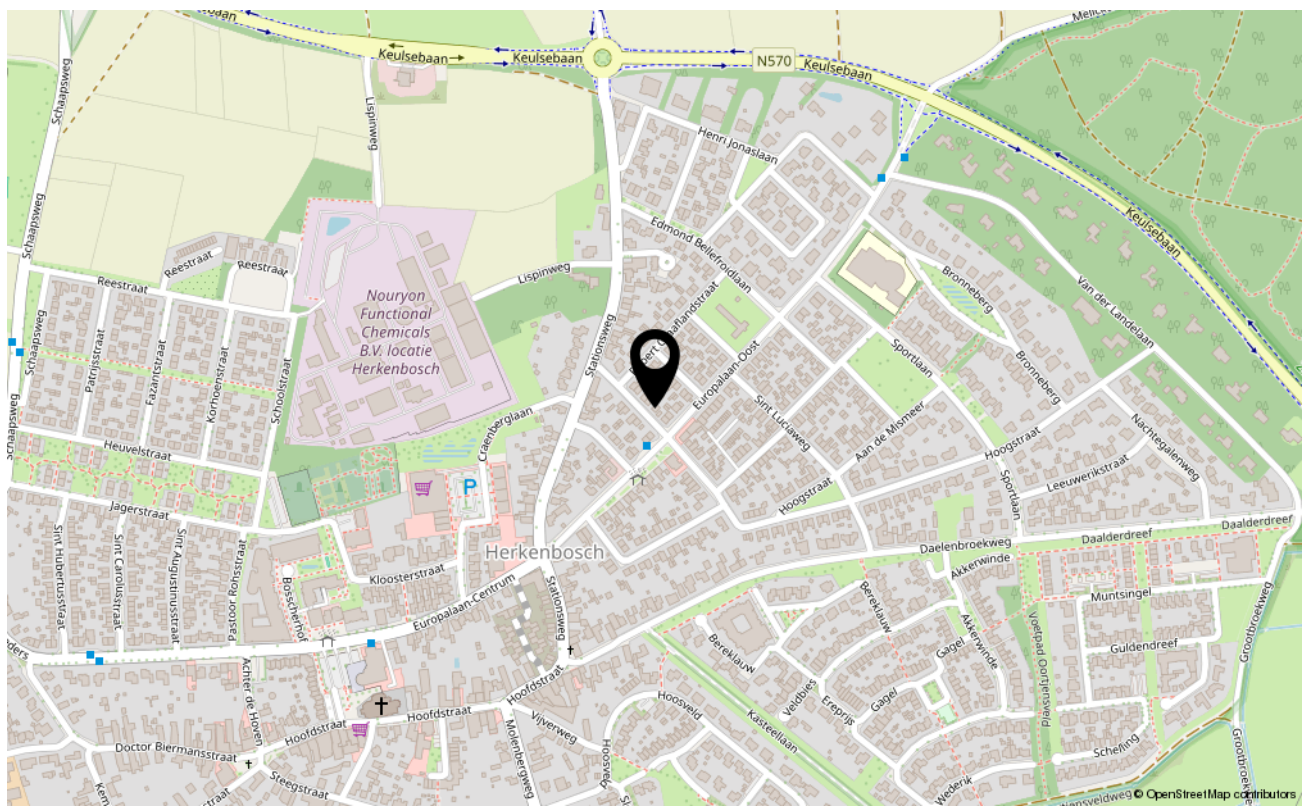 Schaapsweg
Keulsebaan
Keulsebaan
N570
Keulsebaan
Lispinweg
Henri Jonaslaan
Schaapsweg
Edmond Bellefroidlaan
Keulsebaan
Reestraat
Reestraat
Reestraat
Lispinweg
Bronneberg
Van der Landelaan
Nouryon
Functional
Chemicals
B.V. locatie
Herkenbosch
Stationsweg
Schaapsweg
Patrijsstraat
Fazantstraat
Korhoenstraat
Schoolstraat
Europalaan-Oost
Sportlaan
Bronneberg
Sint Luciaweg
Aan de Mismeer
Nachtegalenweg
Schaapsweg
Heuvelstraat
Craenberglaan
P
Hoogstraat
Hoogstraat
Leeuwerikstraat
Sportlaan
Jagerstraat
Daalderdreef
Daalderdreef
Herkenbosch
Daelenbroekweg
Sint Hubertusstraat
Sint Carolusstraat
Sint Augustinusstraat
Pastoor Rohsstraat
Bosscherhof
Kloosterstraat
Europalaan-Centrum
Stationsweg
Akkerwinde
Akkerwinde
Muntsingel
Bereklauw
Bereklauw
Gagel
Guldendreef
Grootbroekweg
Voetpad Oortjensveld
Achter de Hoven
Hoofdstraat
Hoofdstraat
Hoofdstraat
Veldbies
Ereprijs
Gagel
Hoosveld
Kasteellaan
Doctor Biermansstraat
Steegstraat
Molenbergweg
Vijverweg
Hoosveld
Wederik
Schelling
Grootbroekweg
© OpenStreetMap contributors